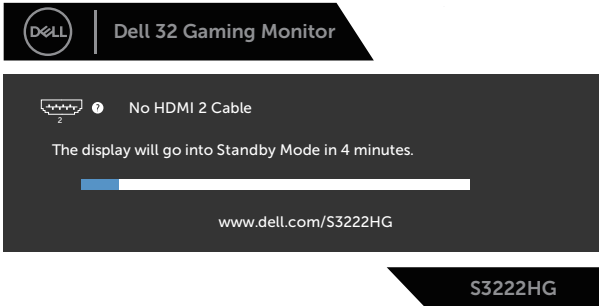 DELL
Dell 32 Gaming Monitor
?
No HDMI 2 Cable
2
The display will go into Standby Mode in 4 minutes.
www.dell.com/S3222HG
S3222HG